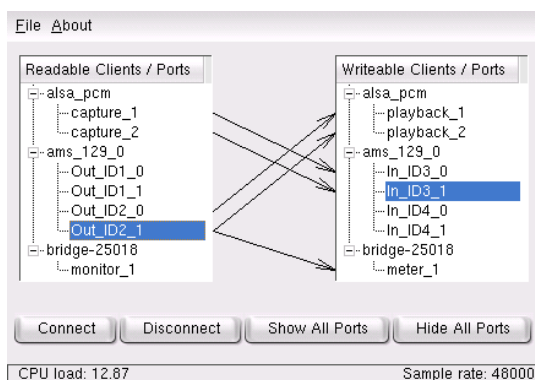 File About
Readable Clients / Ports
alsa_pcm
capture_1
capture_2
ams_129_0
Out_ID1_0
Out_ID1_1
Out_ID2_0
Out_ID2_1
bridge-25018
monitor_1
Writeable Clients / Ports
alsa_pcm
playback_1
playback_2
ams_129_0
In_ID3_0
In_ID3_1
In_ID4_0
In_ID4_1
bridge-25018
meter_1
Connect Disconnect Show All Ports Hide All Ports
CPU load: 12.87 Sample rate: 48000